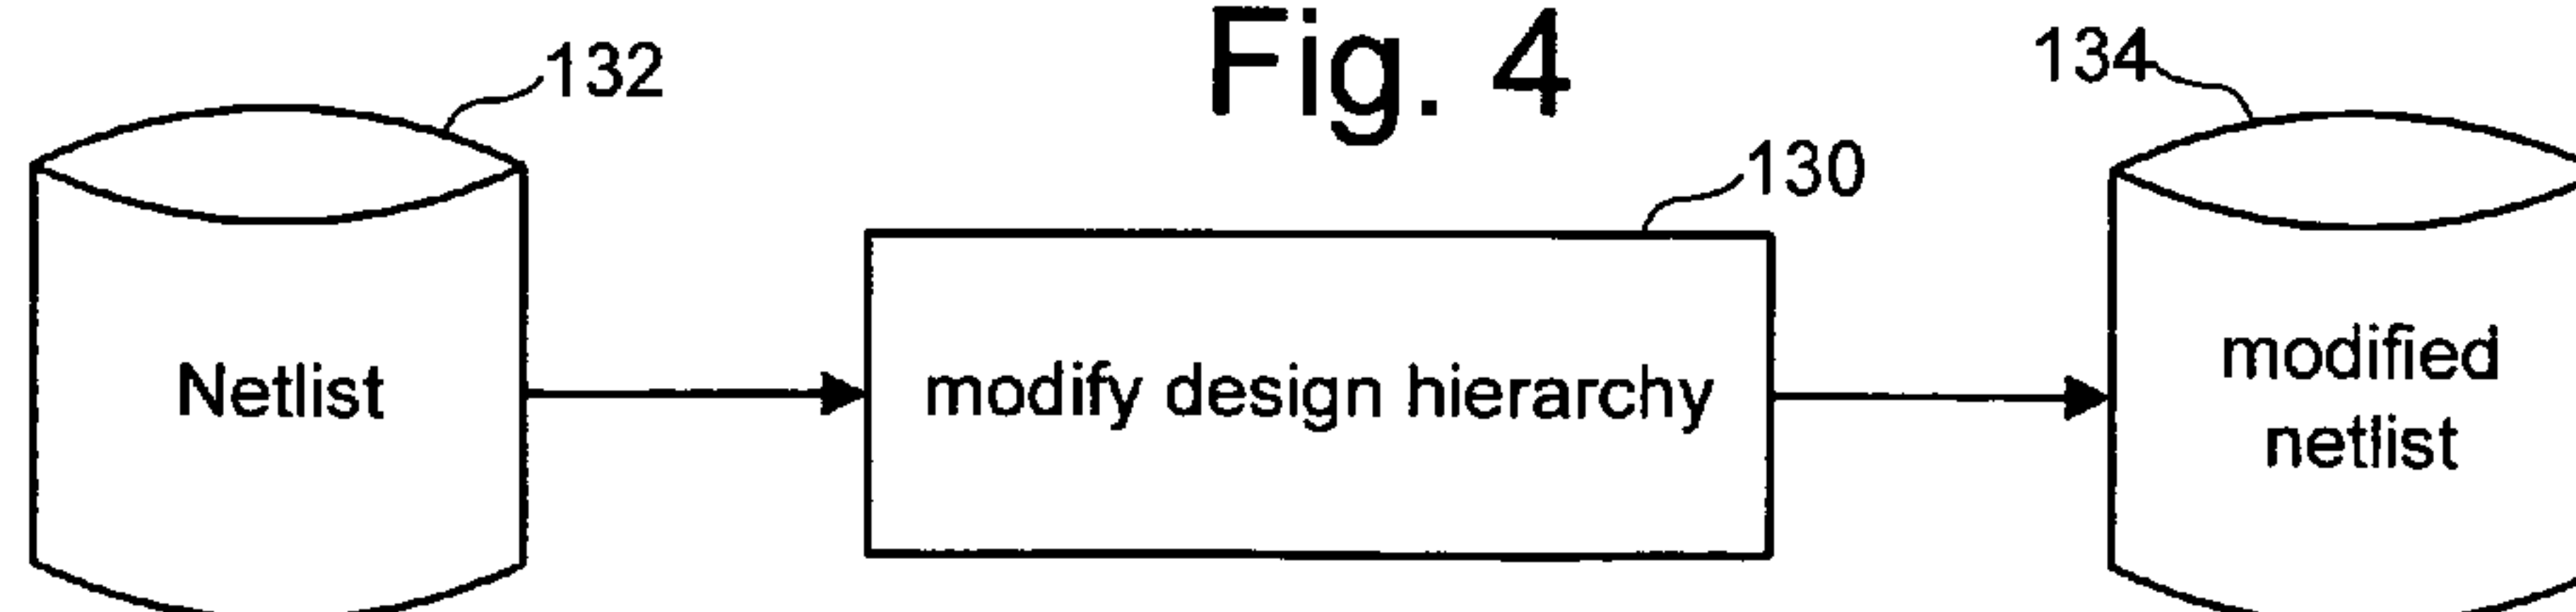 Fig. 4
132
134
130
Netlist
modify design hierarchy
modified
netlist